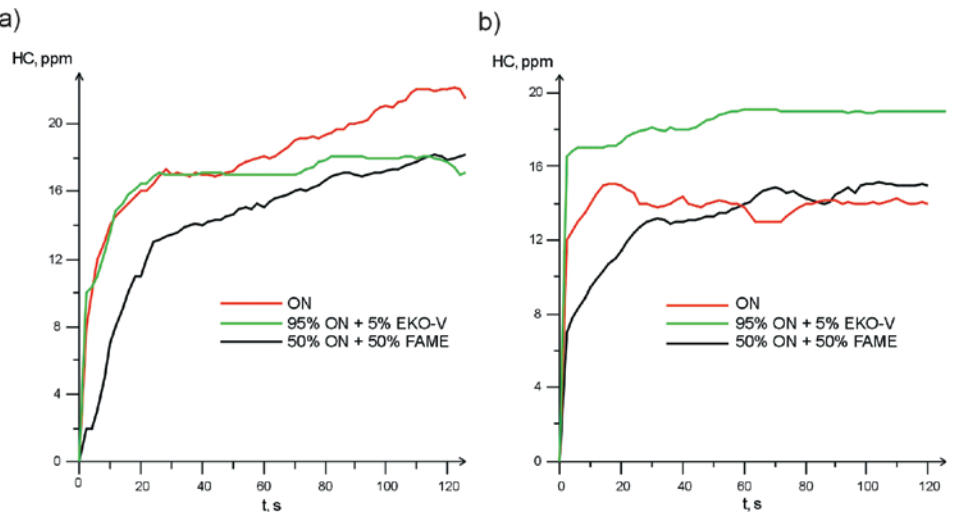 a)
HC, ppm
20
16
12
8
4
0
0 20 40 60 80 100 120
t, s
ON
95% ON + 5% EKO-V
50% ON + 50% FAME
b)
HC, ppm
20
16
12
8
4
0
0 20 40 60 80 100 120
t, s
ON
95% ON + 5% EKO-V
50% ON + 50% FAME